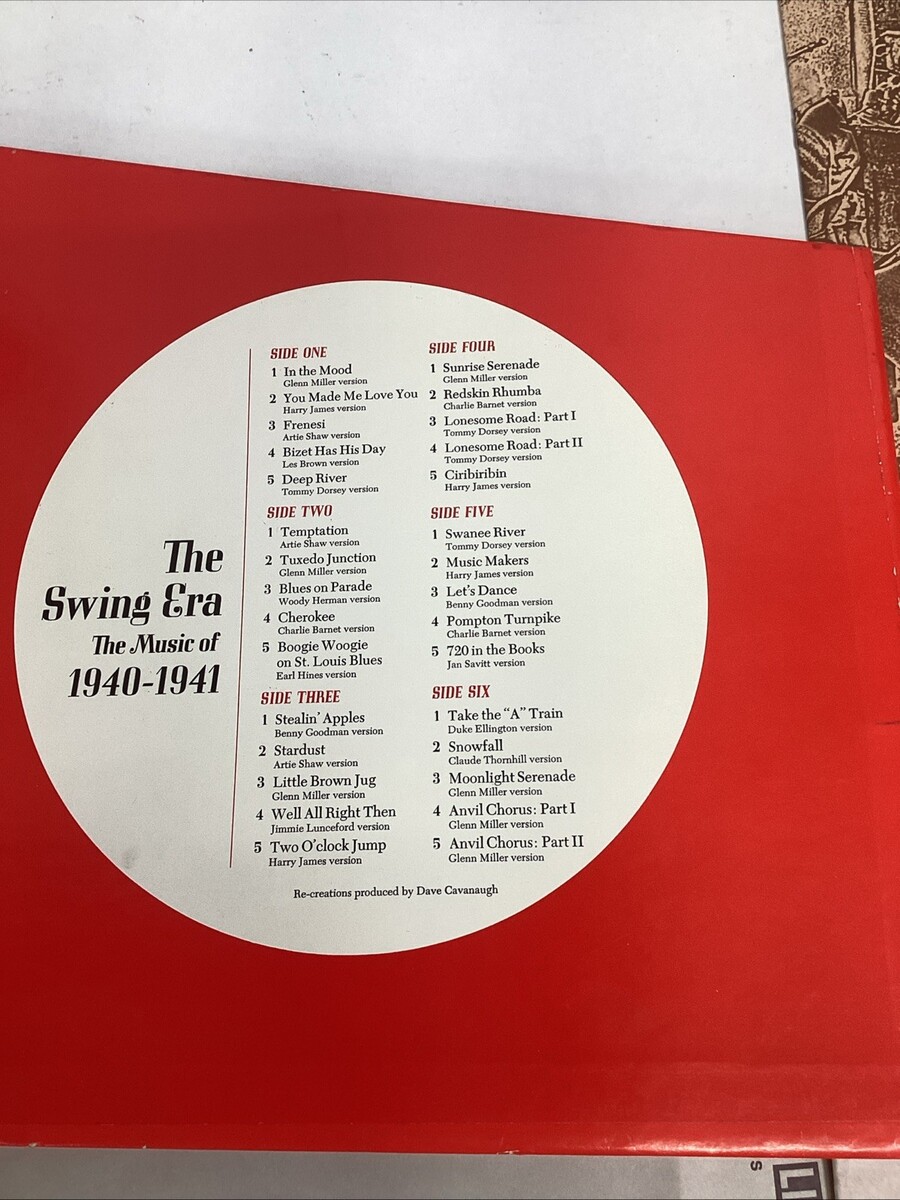 The
Swing Era
The Music of
1940-1941
SIDE ONE
1 In the Mood
Glenn Miller version
2 You Made Me Love You
Harry James version
3 Frenesi
Artie Shaw version
4 Bizet Has His Day
Les Brown version
5 Deep River
Tommy Dorsey version
SIDE TWO
1 Temptation
Artie Shaw version
2 Tuxedo Junction
Glenn Miller version
3 Blues on Parade
Woody Herman version
4 Cherokee
Charlie Barnet version
5 Boogie Woogie
on St. Louis Blues
Earl Hines version
SIDE THREE
1 Stealin' Apples
Benny Goodman version
2 Stardust
Artie Shaw version
3 Little Brown Jug
Glenn Miller version
4 Well All Right Then
Jimmie Lunceford version
5 Two O'clock Jump
Harry James version
SIDE FOUR
1 Sunrise Serenade
Glenn Miller version
2 Redskin Rhumba
Charlie Barnet version
3 Lonesome Road: Part I
Tommy Dorsey version
4 Lonesome Road: Part II
Tommy Dorsey version
5 Ciribiribin
Harry James version
SIDE FIVE
1 Swanee River
Tommy Dorsey version
2 Music Makers
Harry James version
3 Let's Dance
Benny Goodman version
4 Pompton Turnpike
Charlie Barnet version
5 720 in the Books
Jan Savitt version
SIDE SIX
1 Take the "A" Train
Duke Ellington version
2 Snowfall
Claude Thornhill version
3 Moonlight Serenade
Glenn Miller version
4 Anvil Chorus: Part I
Glenn Miller version
5 Anvil Chorus: Part II
Glenn Miller version
Re-creations produced by Dave Cavanaugh